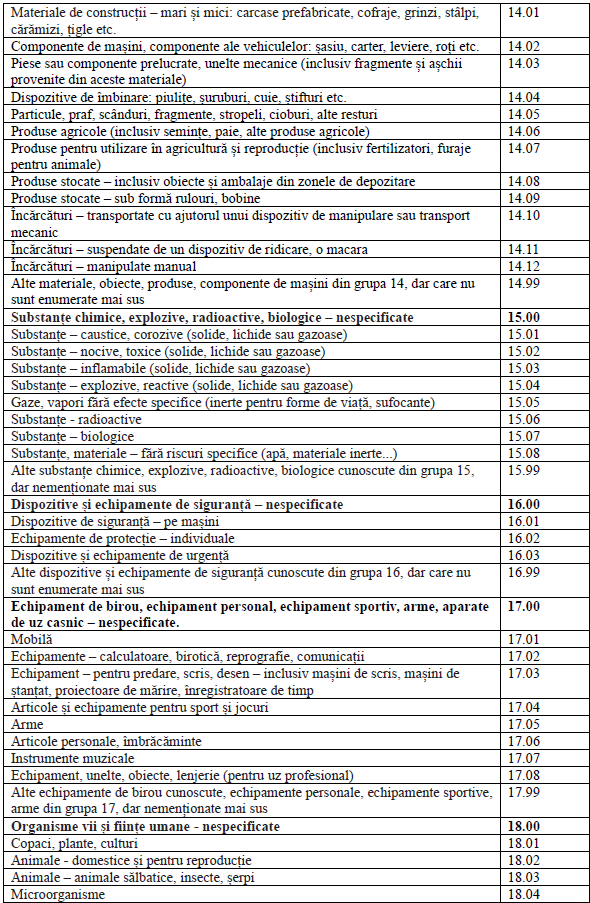 Materiale de construcții – mari și mici: carcase prefabricate, cofraje, grinzi, stâlpi, 14.01
cărămizi, țigle etc.
Componente de mașini, componente ale vehiculelor: șasiu, carter, leviere, roți etc. 14.02
Piese sau componente prelucrate, unelte mecanice (inclusiv fragmente și așchii 14.03
provenite din aceste materiale)
Dispozitive de îmbinare: piulițe, șuruburi, cuie, știfturi etc. 14.04
Particule, praf, scânduri, fragmente, stropeli, cioburi, alte resturi 14.05
Produse agricole (inclusiv semințe, paie, alte produse agricole) 14.06
Produse pentru utilizare în agricultură și reproducție (inclusiv fertilizatori, furaje 14.07
pentru animale)
Produse stocate – inclusiv obiecte și ambalaje din zonele de depozitare 14.08
Produse stocate – sub formă rulouri, bobine 14.09
Încărcături – transportate cu ajutorul unui dispozitiv de manipulare sau transport 14.10
mecanic
Încărcături – suspendate de un dispozitiv de ridicare, o macara 14.11
Încărcături – manipulate manual 14.12
Alte materiale, obiecte, produse, componente de mașini din grupa 14, dar care nu 14.99
sunt enumerate mai sus
Substanțe chimice, explozive, radioactive, biologice – nespecificate 15.00
Substanțe – caustice, corozive (solide, lichide sau gazoase) 15.01
Substanțe – nocive, toxice (solide, lichide sau gazoase) 15.02
Substanțe – inflamabile (solide, lichide sau gazoase) 15.03
Substanțe – explozive, reactive (solide, lichide sau gazoase) 15.04
Gaze, vapori fără efecte specifice (inerte pentru forme de viață, sufocante) 15.05
Substanțe - radioactive 15.06
Substanțe – biologice 15.07
Substanțe, materiale – fără riscuri specifice (apă, materiale inerte...) 15.08
Alte substanțe chimice, explozive, radioactive, biologice cunoscute din grupa 15, 15.99
dar nemenționate mai sus
Dispozitive și echipamente de siguranță – nespecificate 16.00
Dispozitive de siguranță – pe mașini 16.01
Echipamente de protecție – individuale 16.02
Dispozitive și echipamente de urgență 16.03
Alte dispozitive și echipamente de siguranță cunoscute din grupa 16, dar care nu 16.99
sunt enumerate mai sus
Echipament de birou, echipament personal, echipament sportiv, arme, aparate 17.00
de uz casnic – nespecificate.
Mobilă 17.01
Echipamente – calculatoare, birotică, reprografie, comunicații 17.02
Echipament – pentru predare, scris, desen – inclusiv mașini de scris, mașini de 17.03
ștanțat, proiectoare de mărire, înregistratoare de timp
Articole și echipamente pentru sport și jocuri 17.04
Arme 17.05
Articole personale, îmbrăcăminte 17.06
Instrumente muzicale 17.07
Echipament, unelte, obiecte, lenjerie (pentru uz profesional) 17.08
Alte echipamente de birou cunoscute, echipamente personale, echipamente sportive, 17.99
arme din grupa 17, dar nemenționate mai sus
Organisme vii și ființe umane - nespecificate 18.00
Copaci, plante, culturi 18.01
Animale - domestice și pentru reproducție 18.02
Animale – animale sălbatice, insecte, șerpi 18.03
Microorganisme 18.04